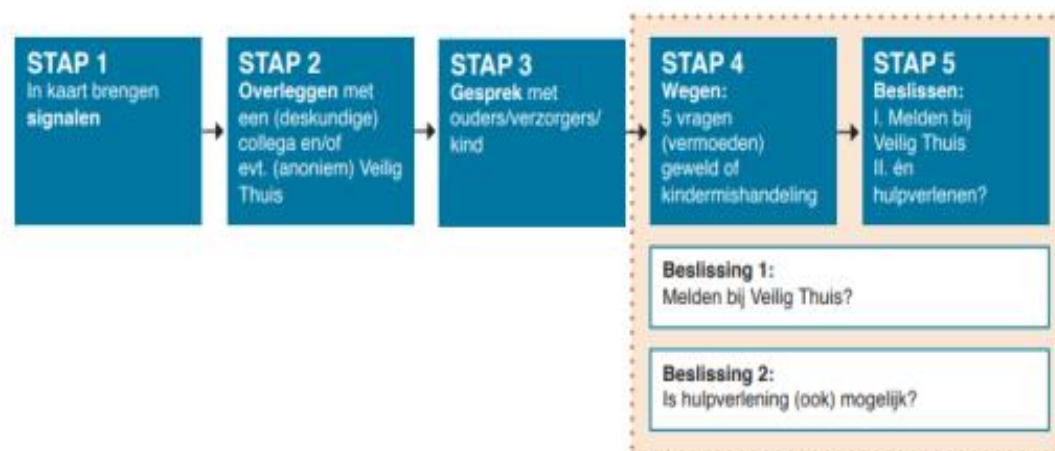 STAP 1
In kaart brengen
signalen
STAP 2
Overleggen met
een (deskundige)
collega en/of
evt. (anoniem) Veilig
Thuis
STAP 3
Gesprek met
ouders/verzorgers/
kind
STAP 4
Wegen:
5 vragen
(vermoeden)
geweld of
kindermishandeling
STAP 5
Beslissen:
I. Melden bij
Veilig Thuis
II. én
hulpverlenen?
Beslissing 1:
Melden bij Veilig Thuis?
Beslissing 2:
Is hulpverlening (ook) mogelijk?